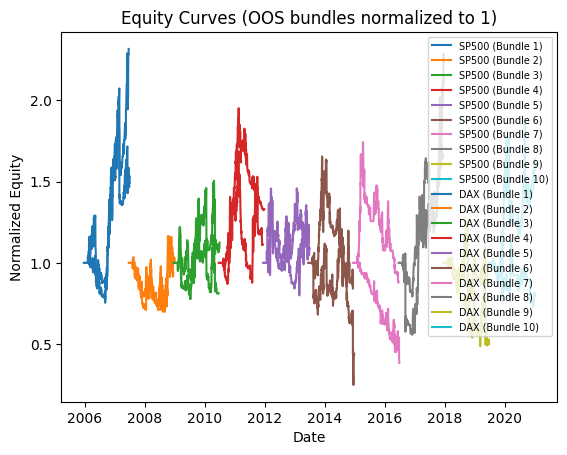 Equity Curves (OOS bundles normalized to 1)
SP500 (Bundle 1)
SP500 (Bundle 2)
SP500 (Bundle 3)
SP500 (Bundle 4)
SP500 (Bundle 5)
SP500 (Bundle 6)
SP500 (Bundle 7)
SP500 (Bundle 8)
SP500 (Bundle 9)
SP500 (Bundle 10)
DAX (Bundle 1)
DAX (Bundle 2)
DAX (Bundle 3)
DAX (Bundle 4)
DAX (Bundle 5)
DAX (Bundle 6)
DAX (Bundle 7)
DAX (Bundle 8)
DAX (Bundle 9)
DAX (Bundle 10)
Normalized Equity
2.0
1.5
1.0
0.5
2006 2008 2010 2012 2014 2016 2018 2020
Date